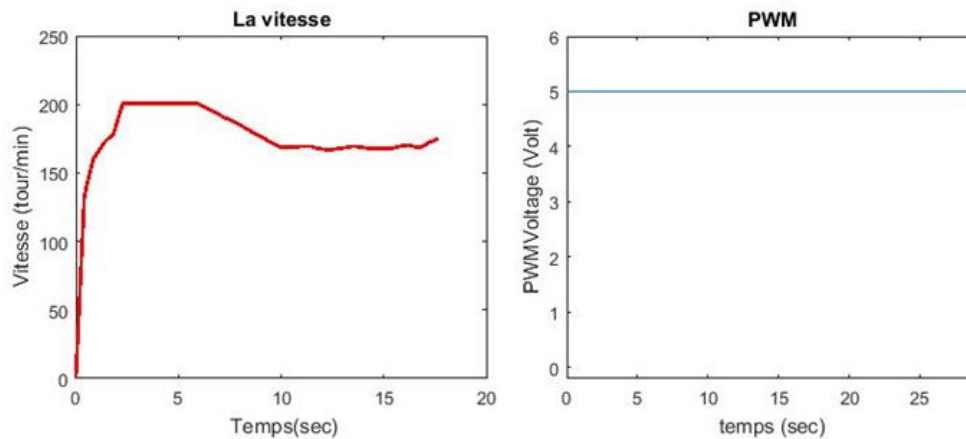 La vitesse
250
200
150
100
50
0
Vitesse (tour/min)
0 5 10 15 20
Temps(sec)
PWM
6
5
4
3
2
1
0
PWMVoltage (Volt)
0 5 10 15 20 25
temps (sec)